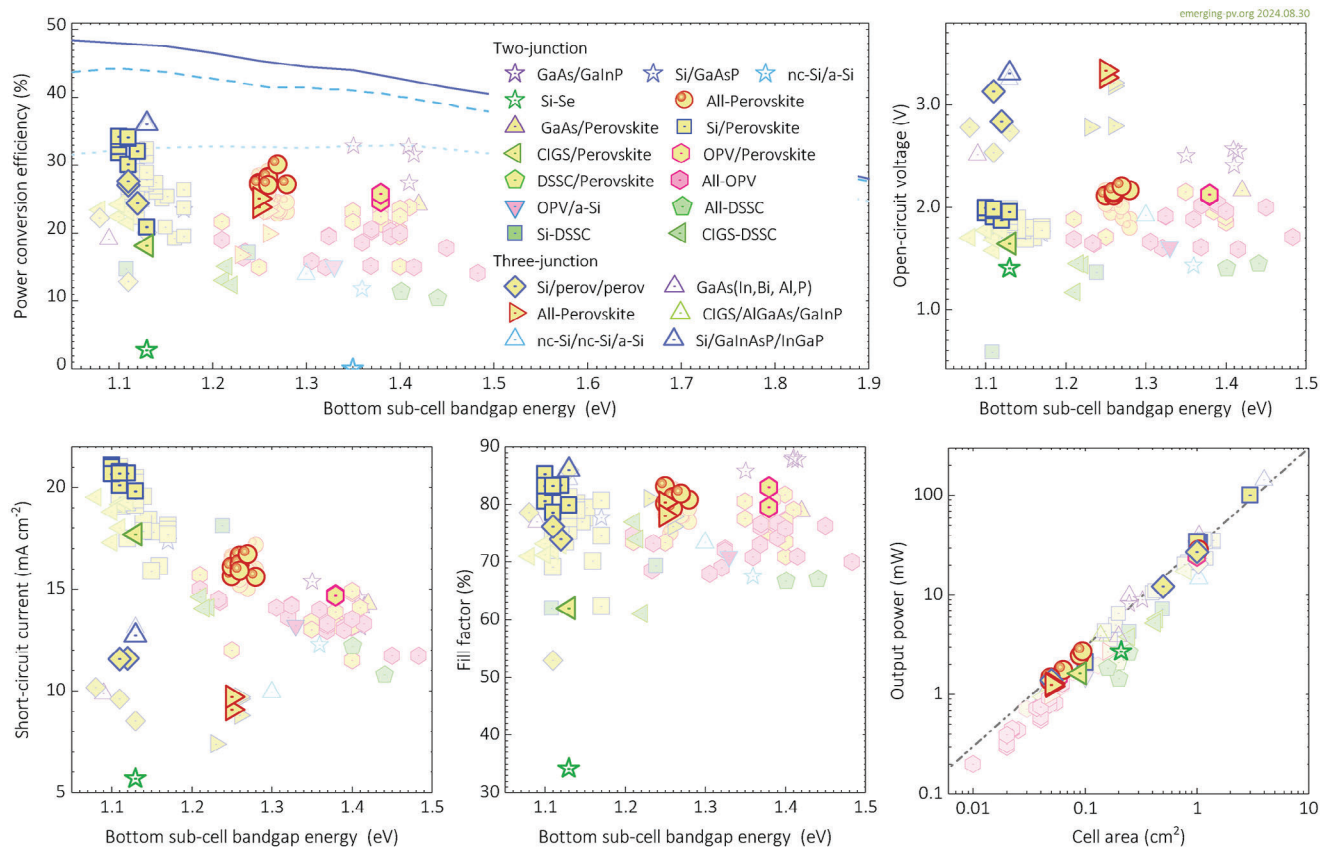 emerging-pv.org 2024.08.30
Power conversion efficiency (%)
50
40
30
20
10
0
1.1
1.2
1.3
1.4
1.5
1.6
1.7
1.8
1.9
Bottom sub-cell bandgap energy (eV)
Two-junction
GaAs/GaInP
Si/GaAsP
nc-Si/a-Si
Si-Se
All-Perovskite
GaAs/Perovskite
Si/Perovskite
CIGS/Perovskite
OPV/Perovskite
DSSC/Perovskite
All-OPV
OPV/a-Si
All-DSSC
Si-DSSC
CIGS-DSSC
Three-junction
Si/perov/perov
GaAs(In,Bi, Al,P)
All-Perovskite
CIGS/AlGaAs/GaInP
nc-Si/nc-Si/a-Si
Si/GaInAsP/InGaP
Open-circuit voltage (V)
3.0
2.0
1.0
1.1
1.2
1.3
1.4
1.5
Bottom sub-cell bandgap energy (eV)
Short-circuit current (mA cm-2)
20
15
10
5
1.1
1.2
1.3
1.4
1.5
Bottom sub-cell bandgap energy (eV)
Fill factor (%)
90
80
70
60
50
40
30
1.1
1.2
1.3
1.4
1.5
Bottom sub-cell bandgap energy (eV)
Output power (mW)
100
10
1
0.1
0.01
0.1
1
10
Cell area (cm2)